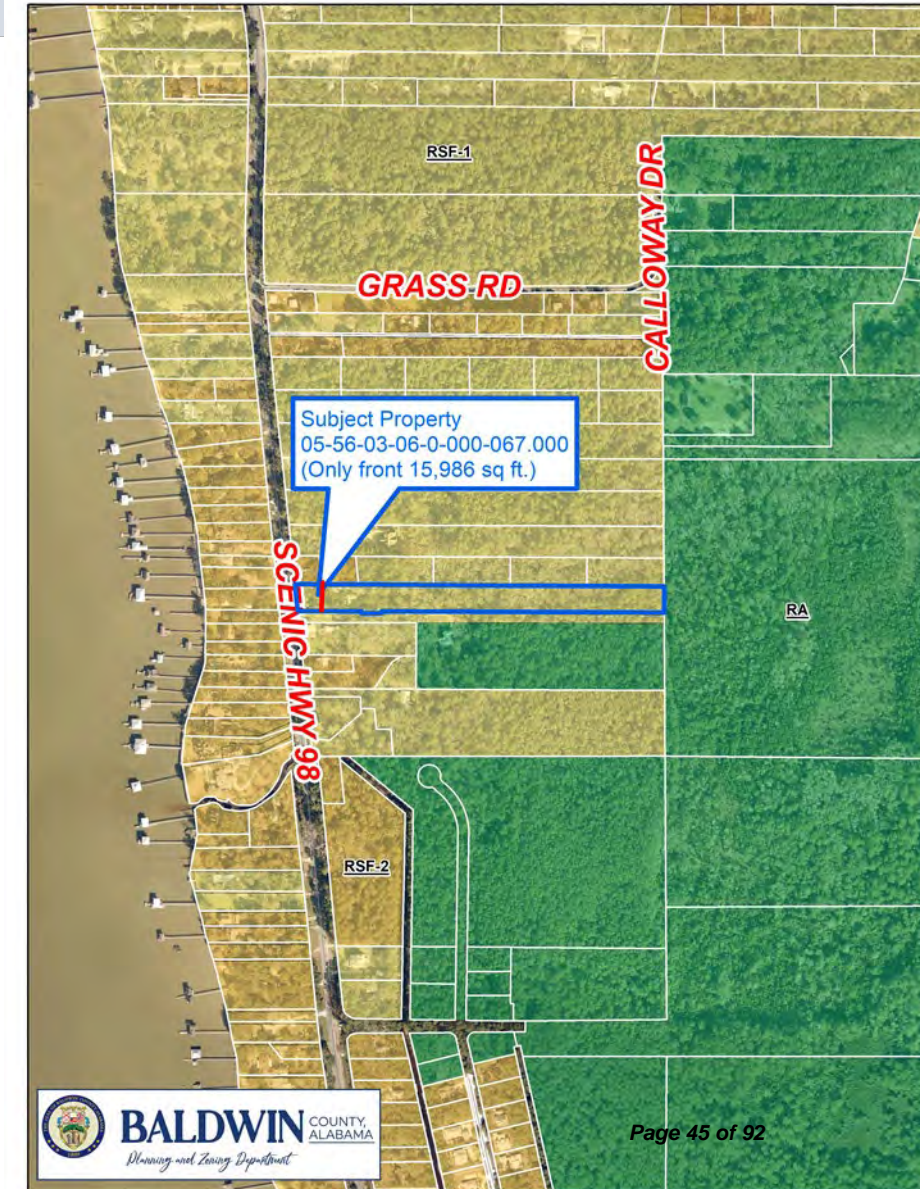 RSF-1
CALLOWAY DR
GRASS RD
Subject Property
05-56-03-06-0-000-067.000
(Only front 15,986 sq ft.)
SCENIC HWY 98
RA
RSF-2
BALDWIN COUNTY, ALABAMA
Planning and Zoning Department
Page 45 of 92